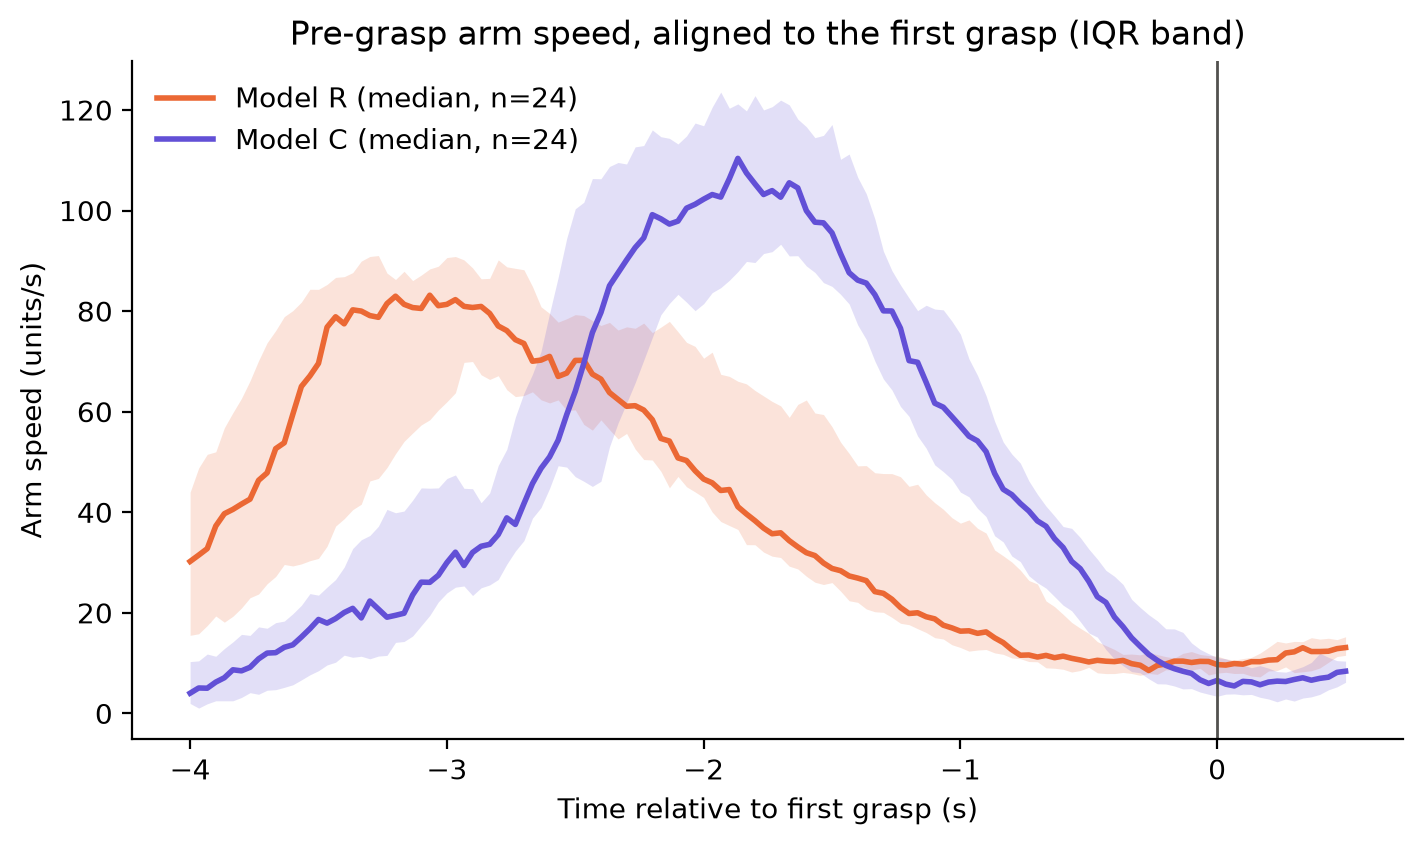 Pre-grasp arm speed, aligned to the first grasp (IQR band)
Model R (median, n=24)
Model C (median, n=24)
Arm speed (units/s)
120
100
80
60
40
20
0
−4
−3
−2
−1
0
Time relative to first grasp (s)